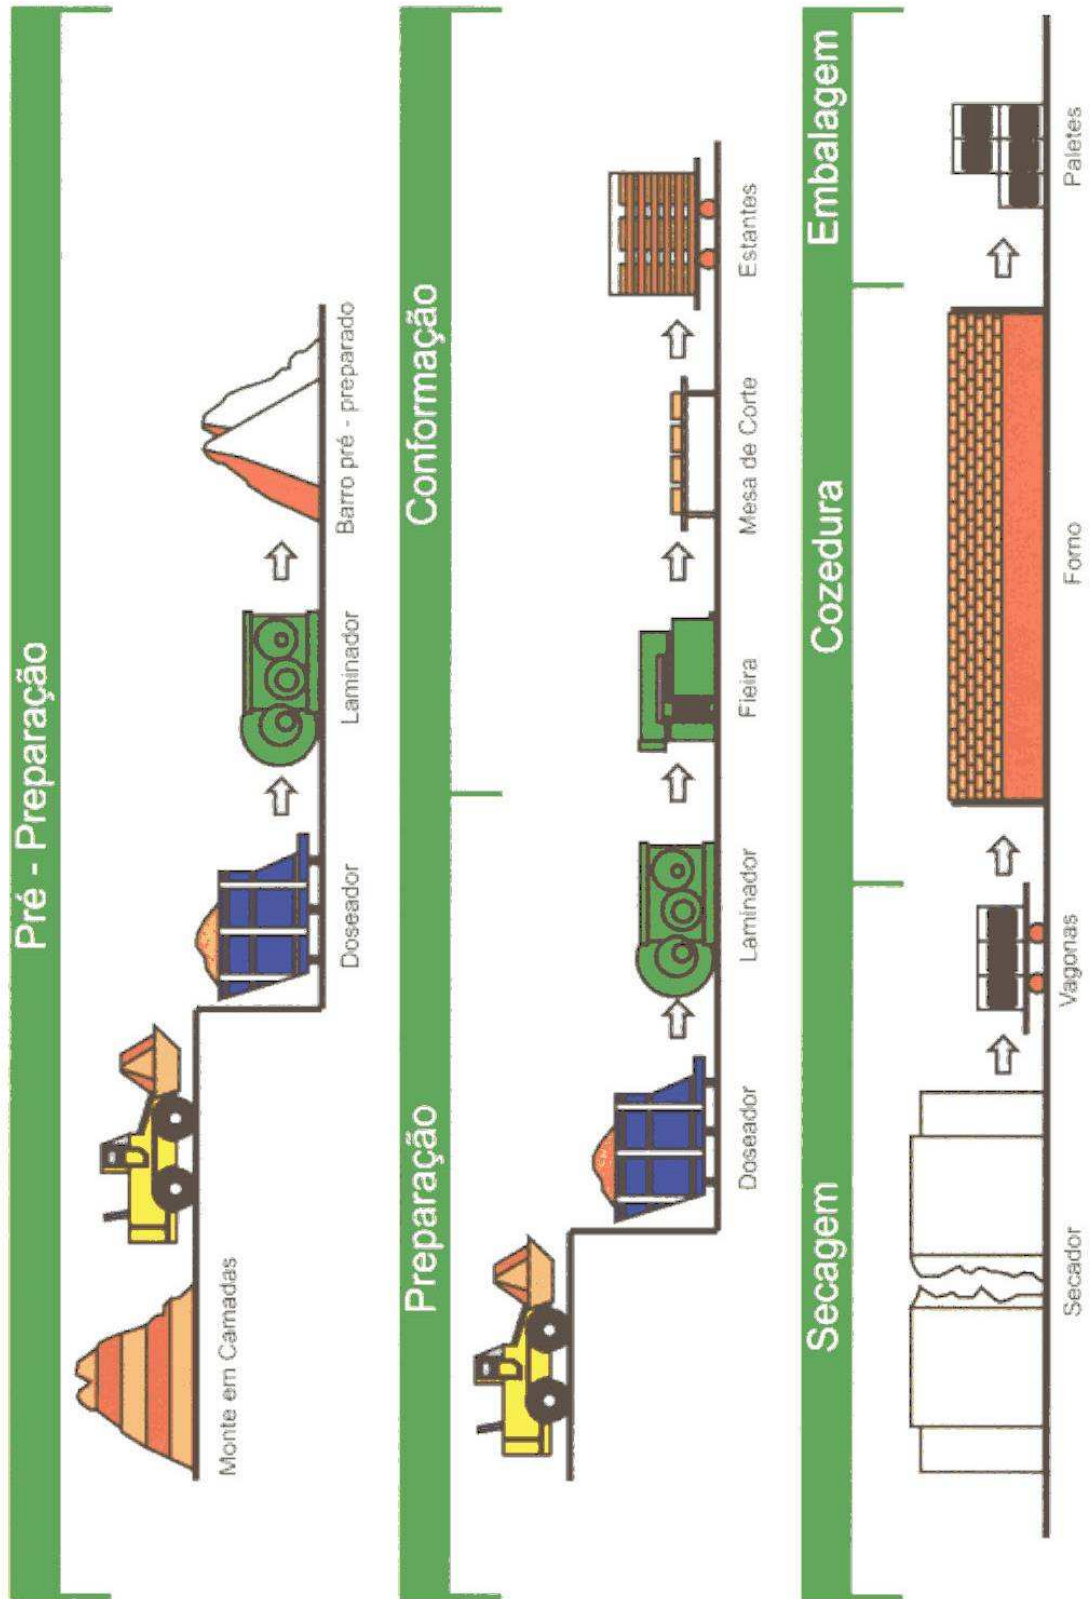 Pré - Preparação
Monte em Camadas
Doseador
Laminador
Barro pré - preparado
Preparação
Conformação
Doseador
Laminador
Fieira
Mesa de Corte
Estantes
Secagem
Cozedura
Embalagem
Secador
Vagonas
Forno
Paletes